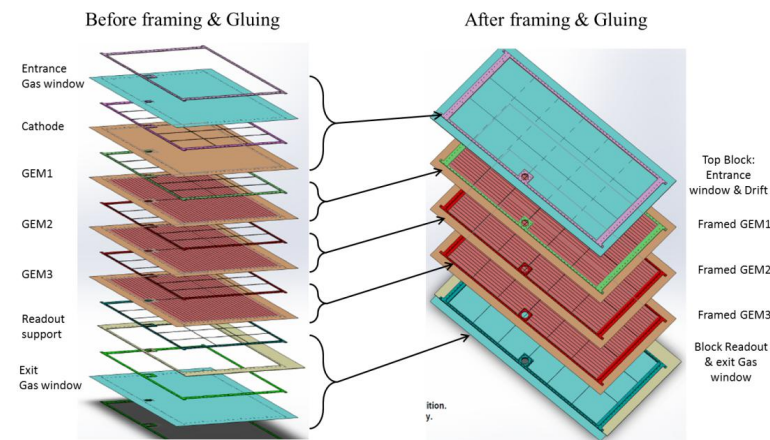 Before framing & Gluing
After framing & Gluing
Entrance
Gas window
Cathode
GEM1
GEM2
GEM3
Readout
support
Exit
Gas window
Top Block:
Entrance
window & Drift
Framed GEM1
Framed GEM2
Framed GEM3
Block Readout
& exit Gas
window
ition.
y.